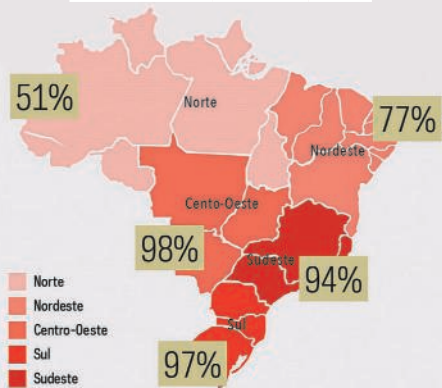 51%
Norte
77%
Nordeste
Cento-Oeste
98%
Sudeste
94%
Sul
97%
Norte
Nordeste
Centro-Oeste
Sul
Sudeste